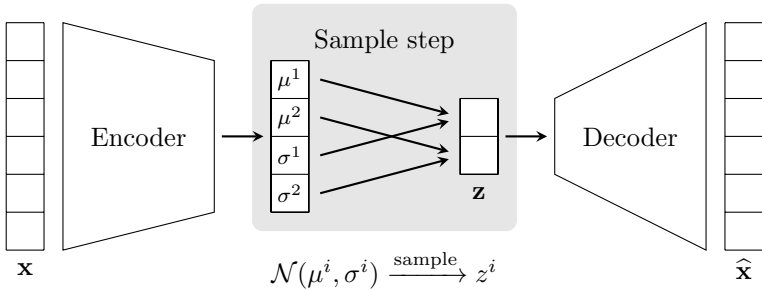 Sample step
μ¹
μ²
σ¹
σ²
Encoder
Decoder
x
z
x̂
𝒩(μⁱ, σⁱ) —sample→ zⁱ